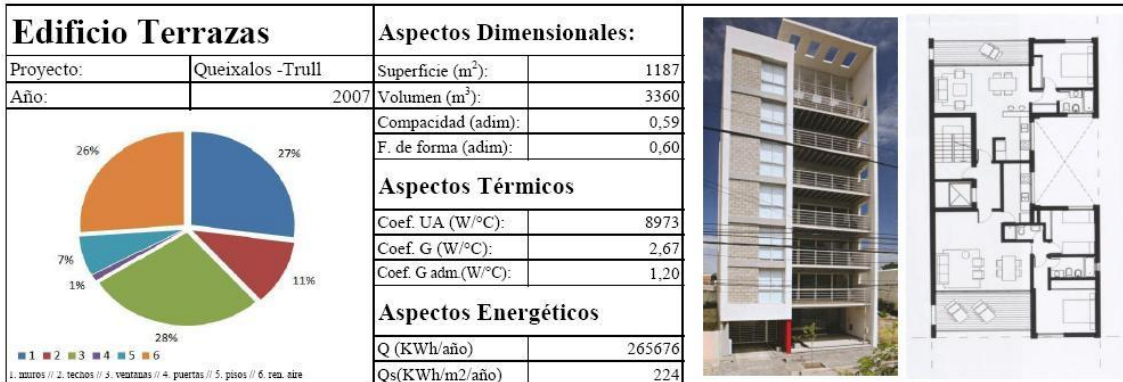 Edificio Terrazas
Proyecto: Queixalos -Trull
Año: 2007
26%
27%
7%
1%
11%
28%
1 2 3 4 5 6
1. muros // 2. techos // 3. ventanas // 4. puertas // 5. pisos // 6. ren. aire
Aspectos Dimensionales:
Superficie (m²): 1187
Volumen (m³): 3360
Compacidad (adim): 0,59
F. de forma (adim): 0,60
Aspectos Térmicos
Coef. UA (W/°C): 8973
Coef. G (W/°C): 2,67
Coef. G adm.(W/°C): 1,20
Aspectos Energéticos
Q (KWh/año) 265676
Qs(KWh/m2/año) 224